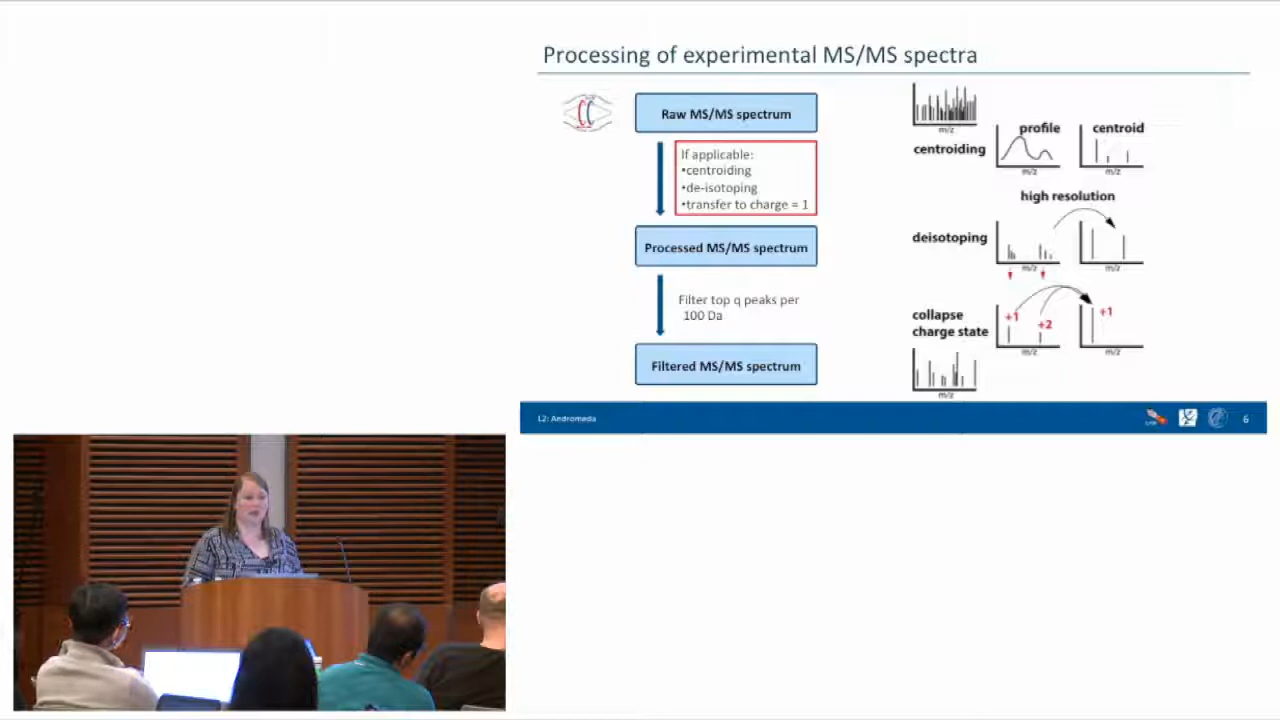 Processing of experimental MS/MS spectra
Raw MS/MS spectrum
If applicable:
•centroiding
•de-isotoping
•transfer to charge = 1
Processed MS/MS spectrum
Filter top q peaks per
100 Da
Filtered MS/MS spectrum
m/z
centroiding
profile
centroid
m/z
m/z
high resolution
deisotoping
m/z
m/z
collapse
charge state
+1
+2
+1
m/z
m/z
m/z
L2: Andromeda
6